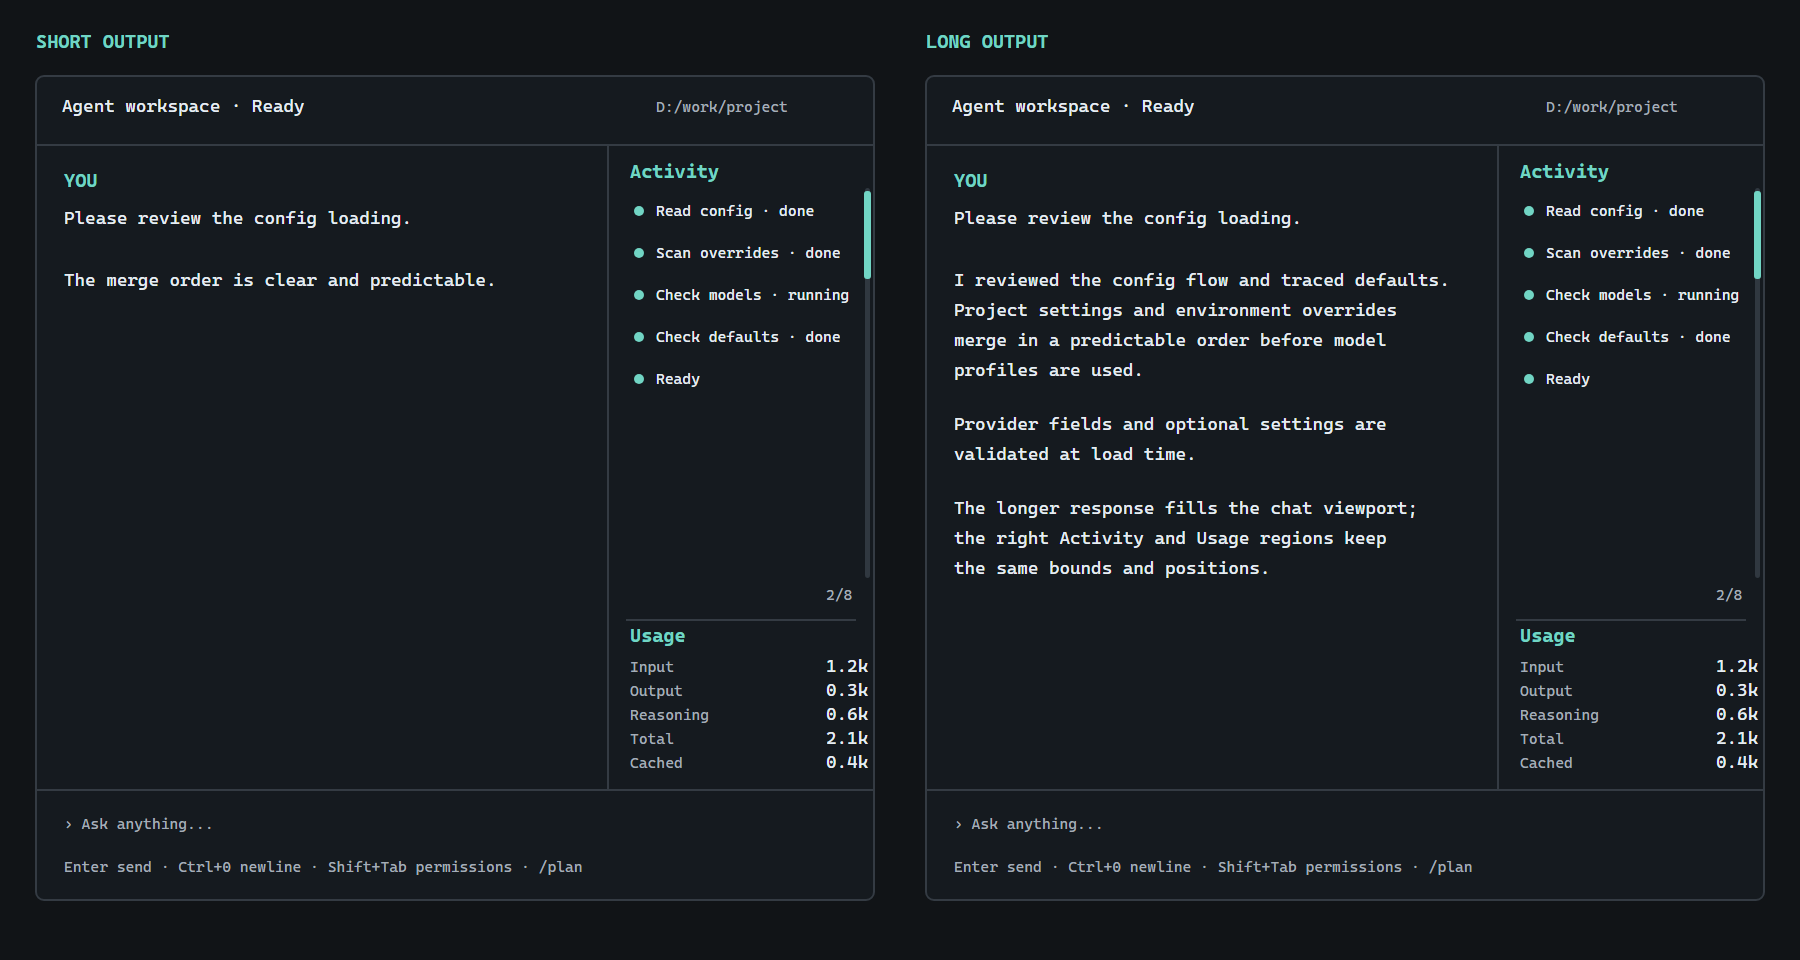 SHORT OUTPUT
Agent workspace · Ready
D:/work/project
YOU
Please review the config loading.
The merge order is clear and predictable.
Activity
Read config · done
Scan overrides · done
Check models · running
Check defaults · done
Ready
2/8
Usage
Input 1.2k
Output 0.3k
Reasoning 0.6k
Total 2.1k
Cached 0.4k
› Ask anything...
Enter send · Ctrl+0 newline · Shift+Tab permissions · /plan
LONG OUTPUT
Agent workspace · Ready
D:/work/project
YOU
Please review the config loading.
I reviewed the config flow and traced defaults.
Project settings and environment overrides
merge in a predictable order before model
profiles are used.
Provider fields and optional settings are
validated at load time.
The longer response fills the chat viewport;
the right Activity and Usage regions keep
the same bounds and positions.
Activity
Read config · done
Scan overrides · done
Check models · running
Check defaults · done
Ready
2/8
Usage
Input 1.2k
Output 0.3k
Reasoning 0.6k
Total 2.1k
Cached 0.4k
› Ask anything...
Enter send · Ctrl+0 newline · Shift+Tab permissions · /plan